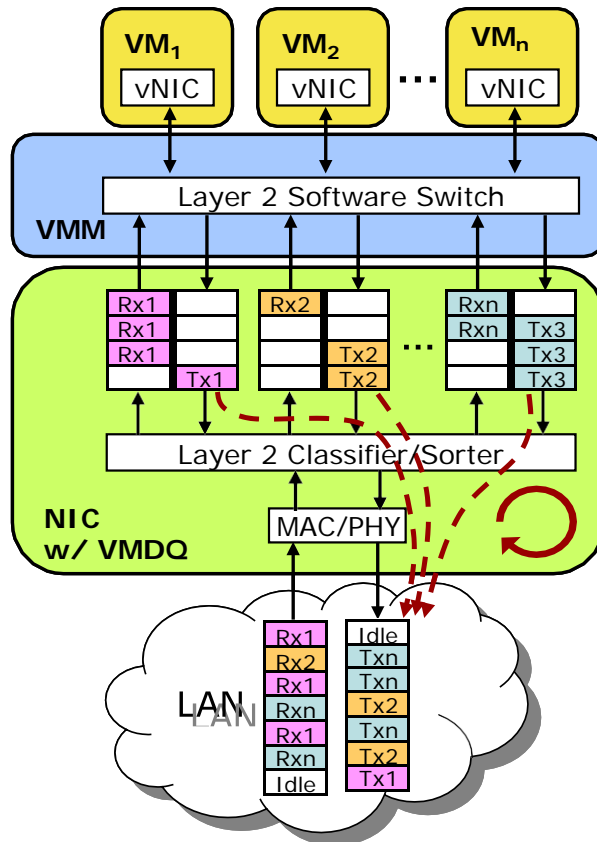 VM1 VM2 VMn
vNIC vNIC vNIC
...
Layer 2 Software Switch
VMM
Rx1 Rx2 Rxn
Rx1 Rxn Tx3
Rx1 Tx2 ... Tx3
Tx1 Tx2 Tx3
Layer 2 Classifier/Sorter
MAC/PHY
NIC
w/ VMDQ
Rx1 Idle
Rx2 Txn
Rx1 Txn
Rxn Tx2
Rx1 Txn
Rxn Tx2
Idle Tx1
LAN
LAN